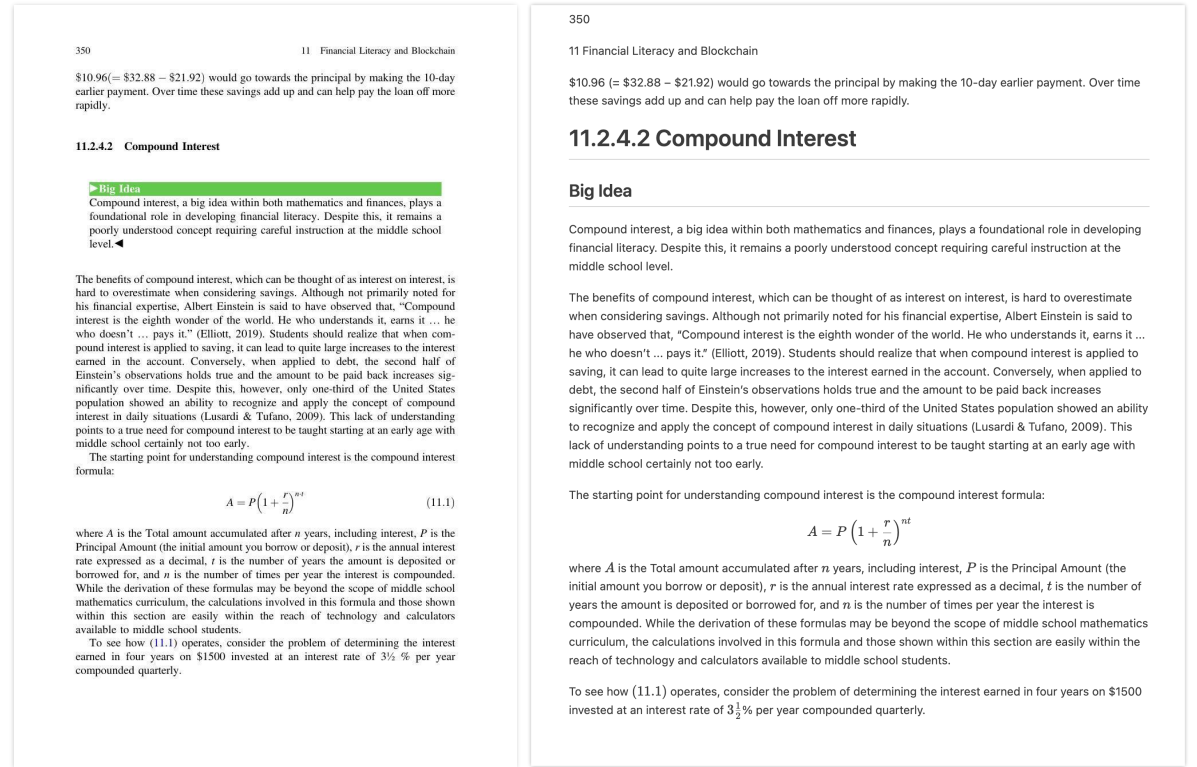 350 11 Financial Literacy and Blockchain
$10.96(= $32.88 − $21.92) would go towards the principal by making the 10-day
earlier payment. Over time these savings add up and can help pay the loan off more
rapidly.
11.2.4.2 Compound Interest
▶Big Idea
Compound interest, a big idea within both mathematics and finances, plays a
foundational role in developing financial literacy. Despite this, it remains a
poorly understood concept requiring careful instruction at the middle school
level.◀
The benefits of compound interest, which can be thought of as interest on interest, is
hard to overestimate when considering savings. Although not primarily noted for
his financial expertise, Albert Einstein is said to have observed that, “Compound
interest is the eighth wonder of the world. He who understands it, earns it … he
who doesn’t … pays it.” (Elliott, 2019). Students should realize that when com-
pound interest is applied to saving, it can lead to quite large increases to the interest
earned in the account. Conversely, when applied to debt, the second half of
Einstein’s observations holds true and the amount to be paid back increases sig-
nificantly over time. Despite this, however, only one-third of the United States
population showed an ability to recognize and apply the concept of compound
interest in daily situations (Lusardi & Tufano, 2009). This lack of understanding
points to a true need for compound interest to be taught starting at an early age with
middle school certainly not too early.
The starting point for understanding compound interest is the compound interest
formula:
A = P(1 + r/n)^{n·t} (11.1)
where A is the Total amount accumulated after n years, including interest, P is the
Principal Amount (the initial amount you borrow or deposit), r is the annual interest
rate expressed as a decimal, t is the number of years the amount is deposited or
borrowed for, and n is the number of times per year the interest is compounded.
While the derivation of these formulas may be beyond the scope of middle school
mathematics curriculum, the calculations involved in this formula and those shown
within this section are easily within the reach of technology and calculators
available to middle school students.
To see how (11.1) operates, consider the problem of determining the interest
earned in four years on $1500 invested at an interest rate of 3½ % per year
compounded quarterly.
350
11 Financial Literacy and Blockchain
$10.96 (= $32.88 − $21.92) would go towards the principal by making the 10-day earlier payment. Over time
these savings add up and can help pay the loan off more rapidly.
11.2.4.2 Compound Interest
Big Idea
Compound interest, a big idea within both mathematics and finances, plays a foundational role in developing
financial literacy. Despite this, it remains a poorly understood concept requiring careful instruction at the
middle school level.
The benefits of compound interest, which can be thought of as interest on interest, is hard to overestimate
when considering savings. Although not primarily noted for his financial expertise, Albert Einstein is said to
have observed that, “Compound interest is the eighth wonder of the world. He who understands it, earns it …
he who doesn’t … pays it.” (Elliott, 2019). Students should realize that when compound interest is applied to
saving, it can lead to quite large increases to the interest earned in the account. Conversely, when applied to
debt, the second half of Einstein’s observations holds true and the amount to be paid back increases
significantly over time. Despite this, however, only one-third of the United States population showed an ability
to recognize and apply the concept of compound interest in daily situations (Lusardi & Tufano, 2009). This
lack of understanding points to a true need for compound interest to be taught starting at an early age with
middle school certainly not too early.
The starting point for understanding compound interest is the compound interest formula:
A = P (1 + r/n)^{nt}
where A is the Total amount accumulated after n years, including interest, P is the Principal Amount (the
initial amount you borrow or deposit), r is the annual interest rate expressed as a decimal, t is the number of
years the amount is deposited or borrowed for, and n is the number of times per year the interest is
compounded. While the derivation of these formulas may be beyond the scope of middle school mathematics
curriculum, the calculations involved in this formula and those shown within this section are easily within the
reach of technology and calculators available to middle school students.
To see how (11.1) operates, consider the problem of determining the interest earned in four years on $1500
invested at an interest rate of 3½% per year compounded quarterly.